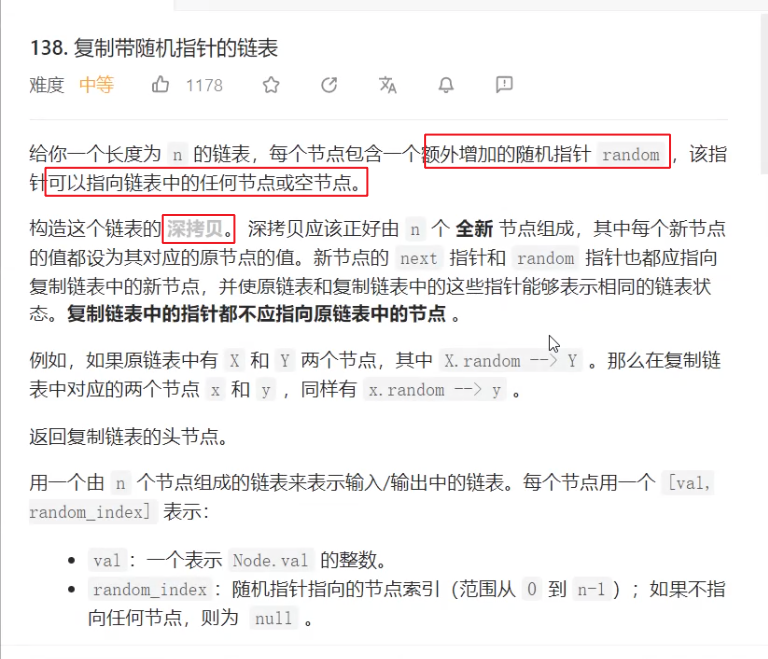 138. 复制带随机指针的链表
难度 中等 1178
给你一个长度为 n 的链表，每个节点包含一个额外增加的随机指针 random ，该指
针可以指向链表中的任何节点或空节点。
构造这个链表的 深拷贝。 深拷贝应该正好由 n 个 全新 节点组成，其中每个新节点
的值都设为其对应的原节点的值。新节点的 next 指针和 random 指针也都应指向
复制链表中的新节点，并使原链表和复制链表中的这些指针能够表示相同的链表状
态。复制链表中的指针都不应指向原链表中的节点 。
例如，如果原链表中有 X 和 Y 两个节点，其中 X.random --> Y 。那么在复制链
表中对应的两个节点 x 和 y ，同样有 x.random --> y 。
返回复制链表的头节点。
用一个由 n 个节点组成的链表来表示输入/输出中的链表。每个节点用一个 [val,
random_index] 表示：
• val：一个表示 Node.val 的整数。
• random_index：随机指针指向的节点索引（范围从 0 到 n-1）；如果不指
向任何节点，则为 null 。